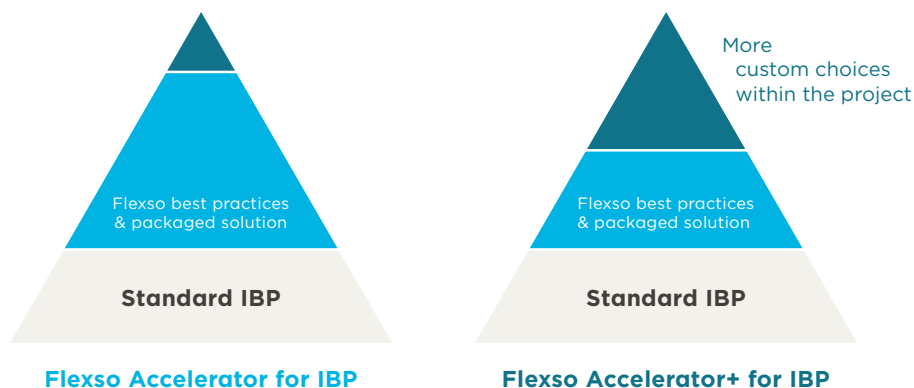 More
custom choices
within the project
Flexso best practices
& packaged solution
Flexso best practices
& packaged solution
Standard IBP
Standard IBP
Flexso Accelerator for IBP
Flexso Accelerator+ for IBP